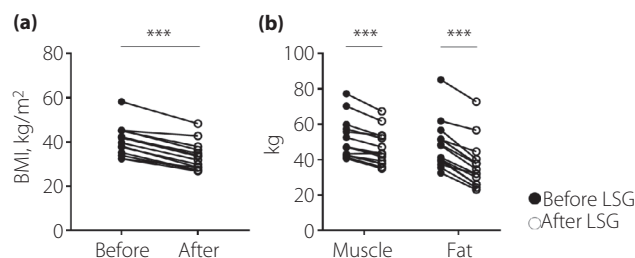 (a)
***
80
60
40
20
0
BMI, kg/m²
Before After
(b)
*** ***
100
80
60
40
20
0
kg
Muscle Fat
Before LSG
After LSG